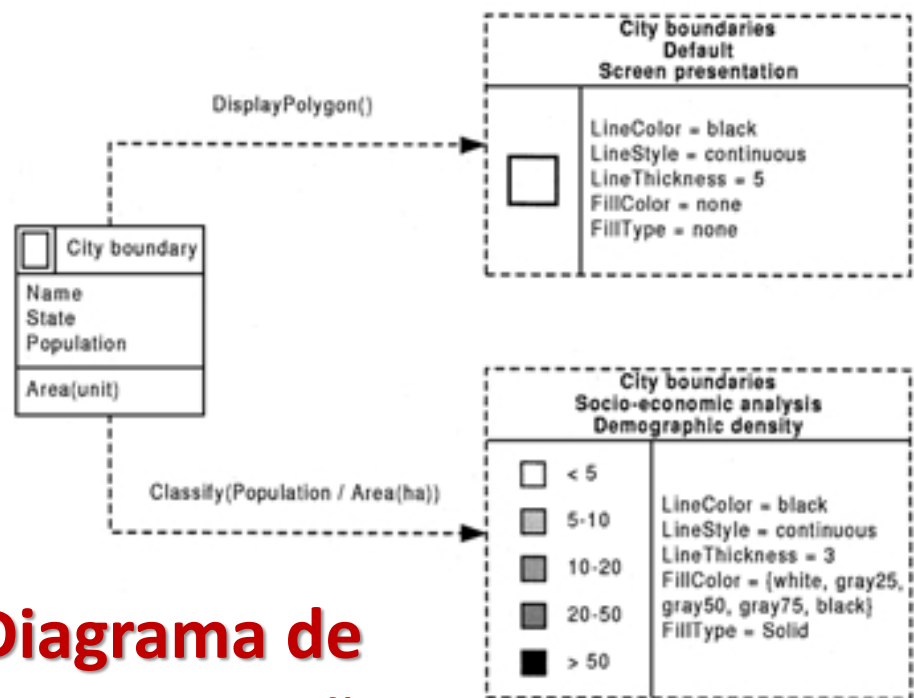 City boundaries
Default
Screen presentation
DisplayPolygon()
LineColor = black
LineStyle = continuous
LineThickness = 5
FillColor = none
FillType = none
City boundary
Name
State
Population
Area(unit)
City boundaries
Socio-economic analysis
Demographic density
Classify(Population / Area(ha))
< 5
5-10
10-20
20-50
> 50
LineColor = black
LineStyle = continuous
LineThickness = 3
FillColor = {white, gray25,
gray50, gray75, black}
FillType = Solid
Diagrama de